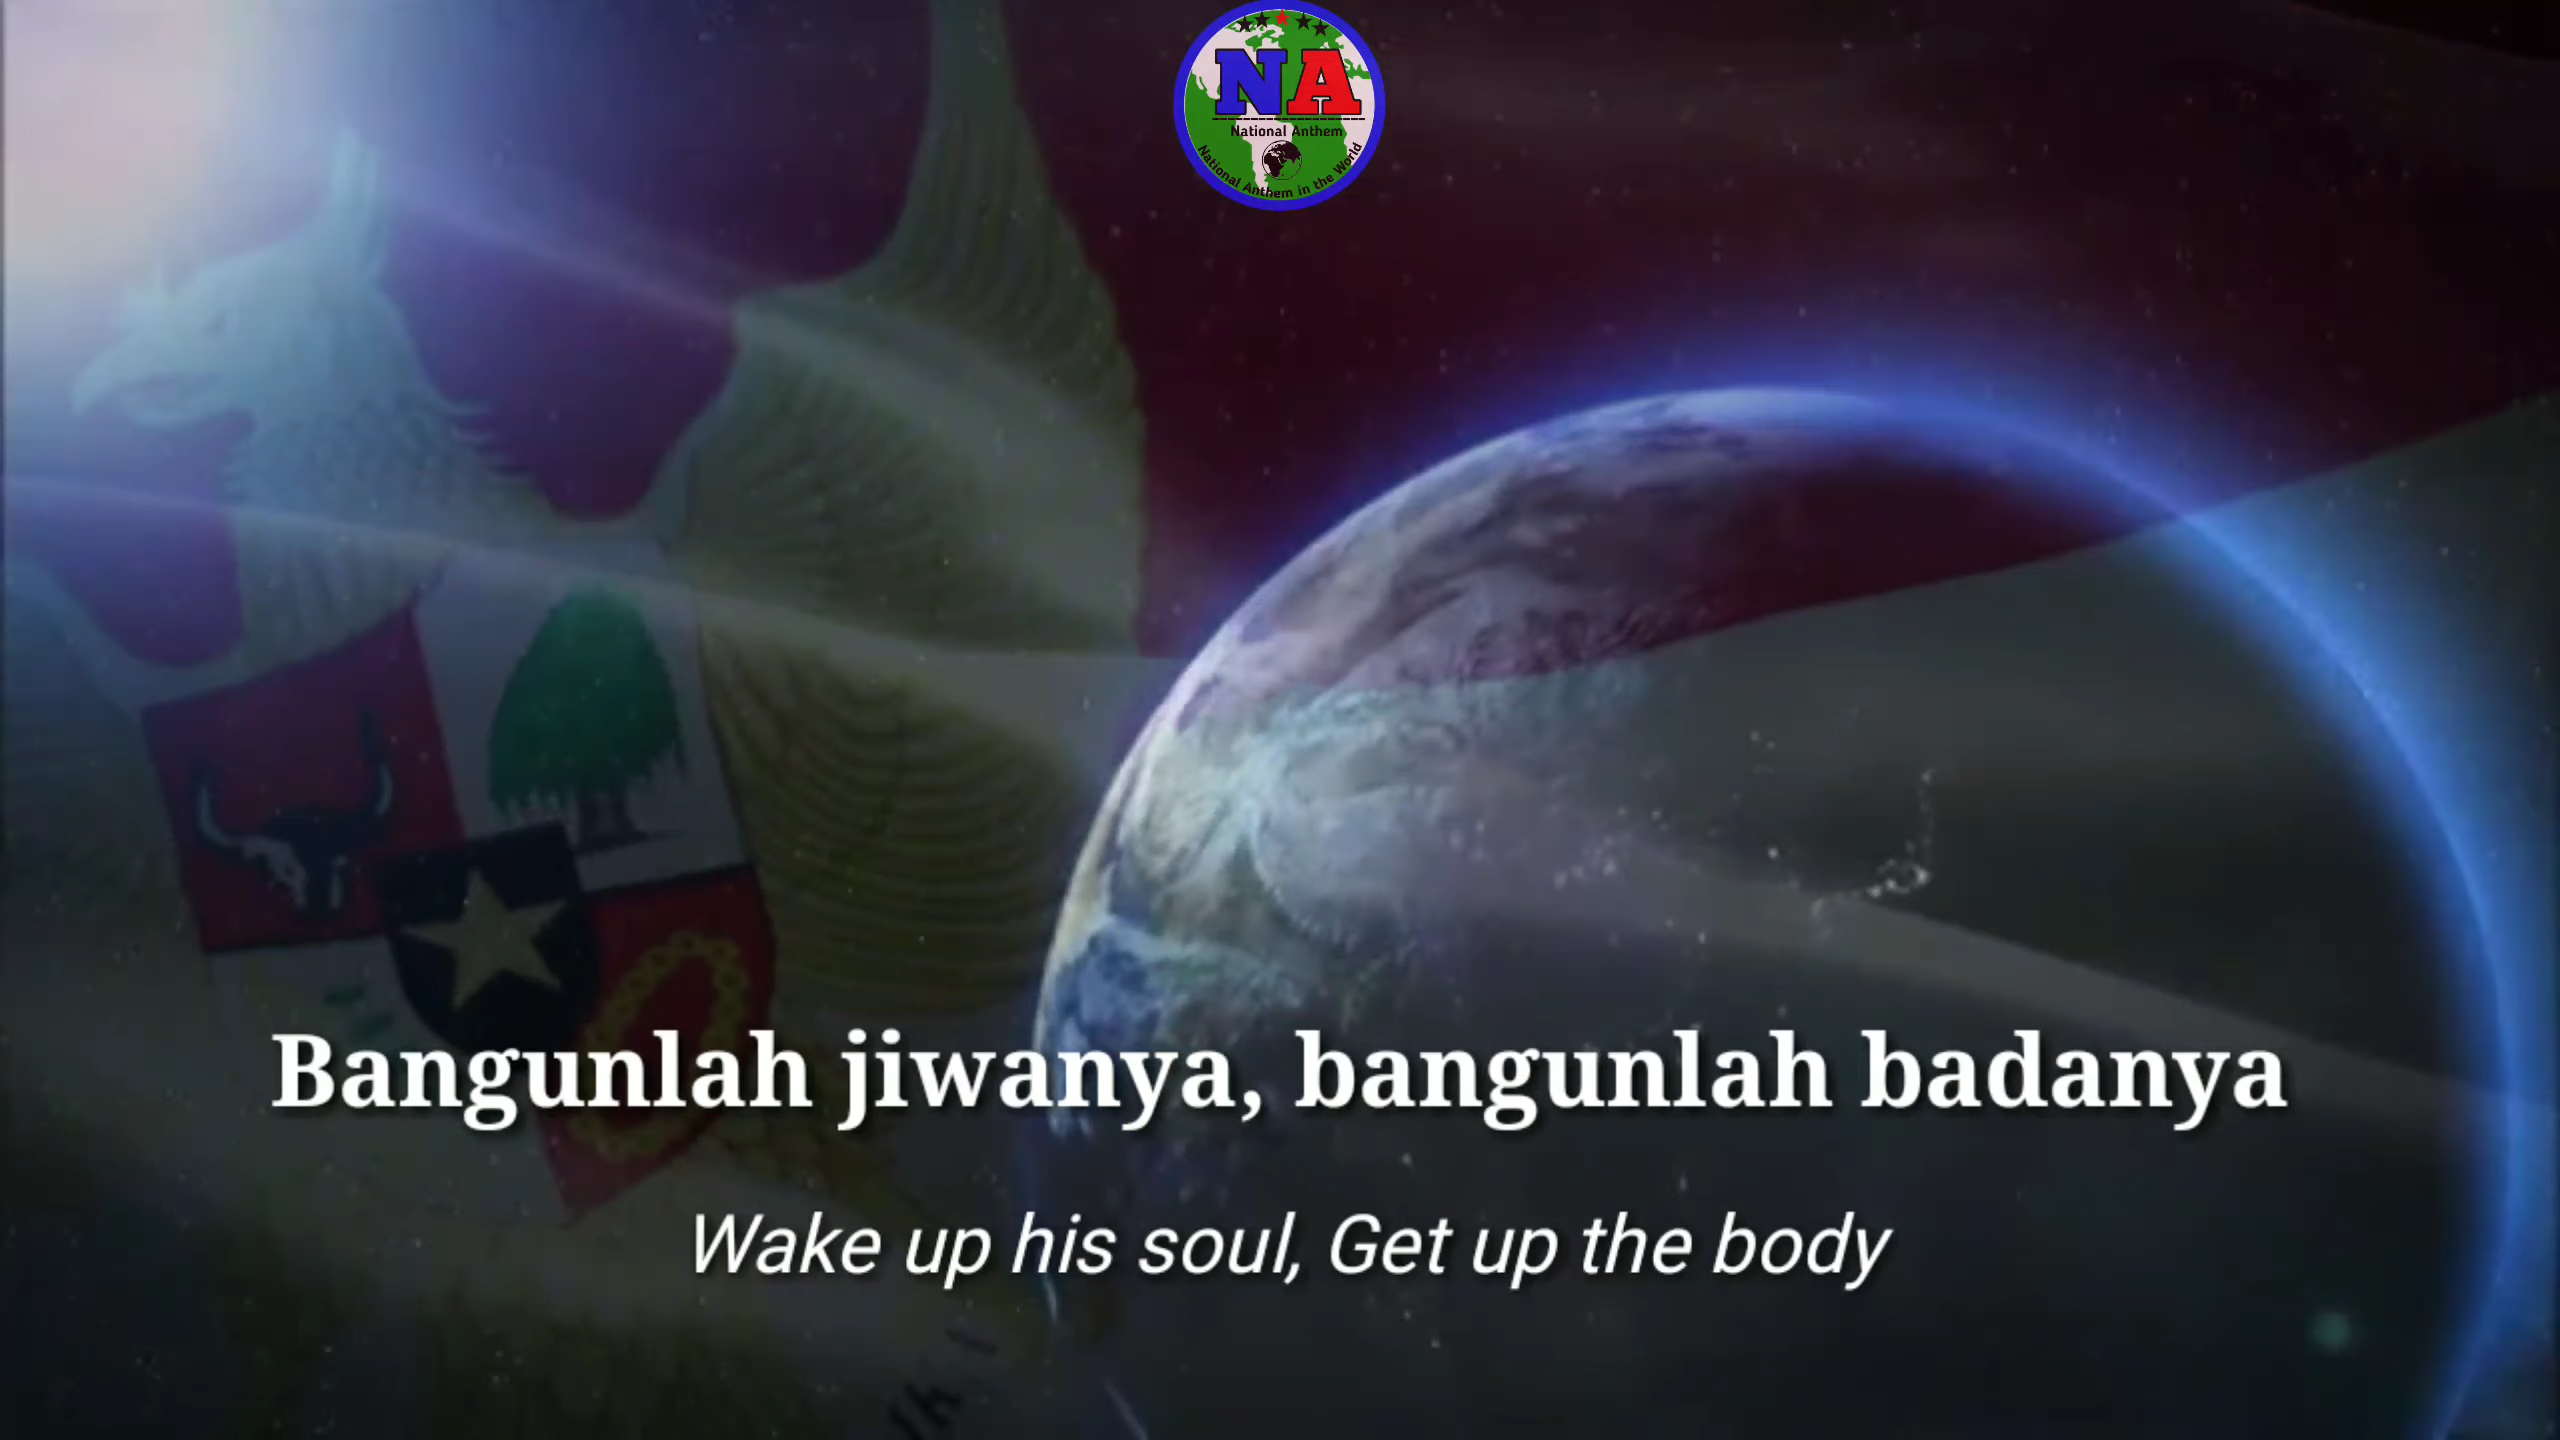 NA
National Anthem
National Anthem in the World
Bangunlah jiwanya, bangunlah badanya
Wake up his soul, Get up the body